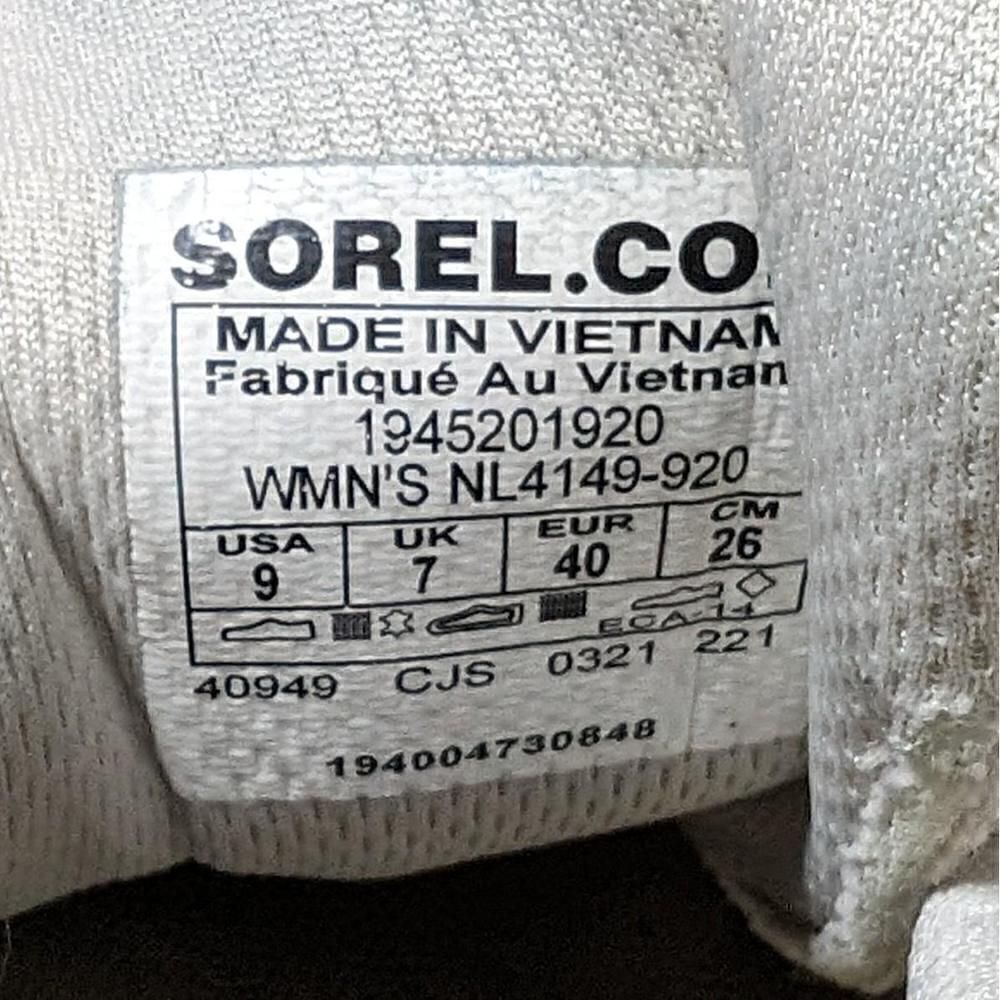 SOREL.CO
MADE IN VIETNAM
Fabriqué Au Vietnam
1945201920
WMN'S NL4149-920
USA UK EUR CM
9 7 40 26
ECA-14
40949 CJS 0321 221
194004730848